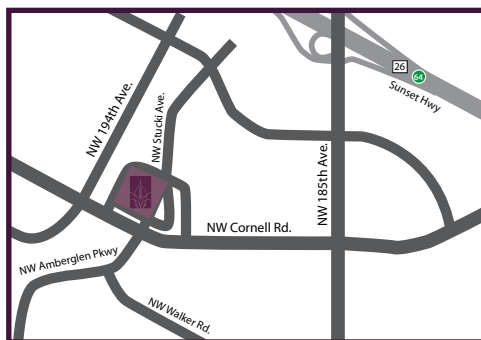 26
64
Sunset Hwy
NW 194th Ave.
NW Stucki Ave.
NW 185th Ave.
NW Cornell Rd.
NW Amberglen Pkwy
NW Walker Rd.